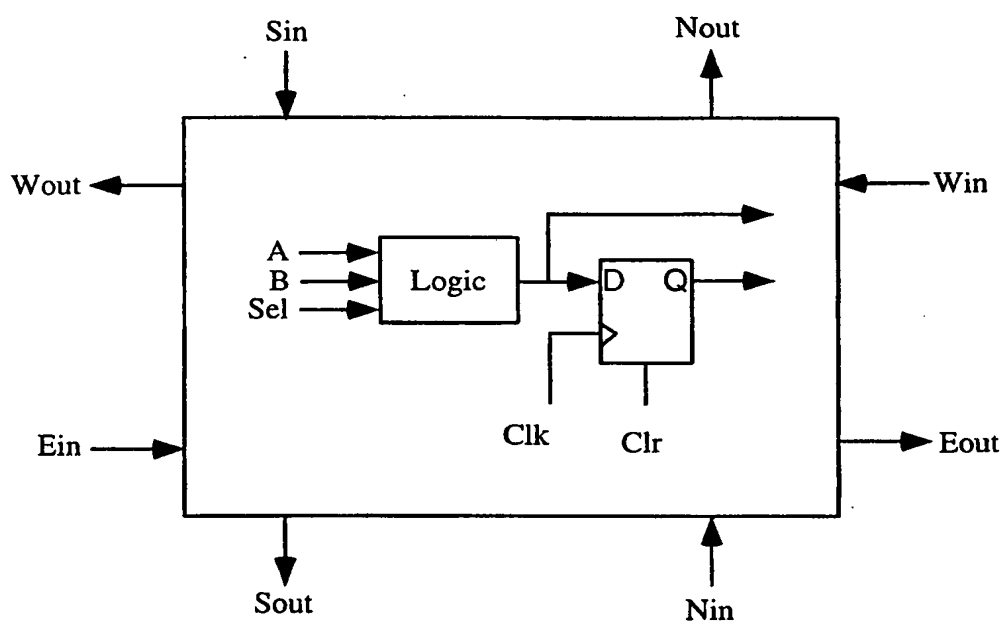 Sin
Nout
Wout
Win
A
B
Sel
Logic
D Q
Clk
Clr
Ein
Eout
Sout
Nin